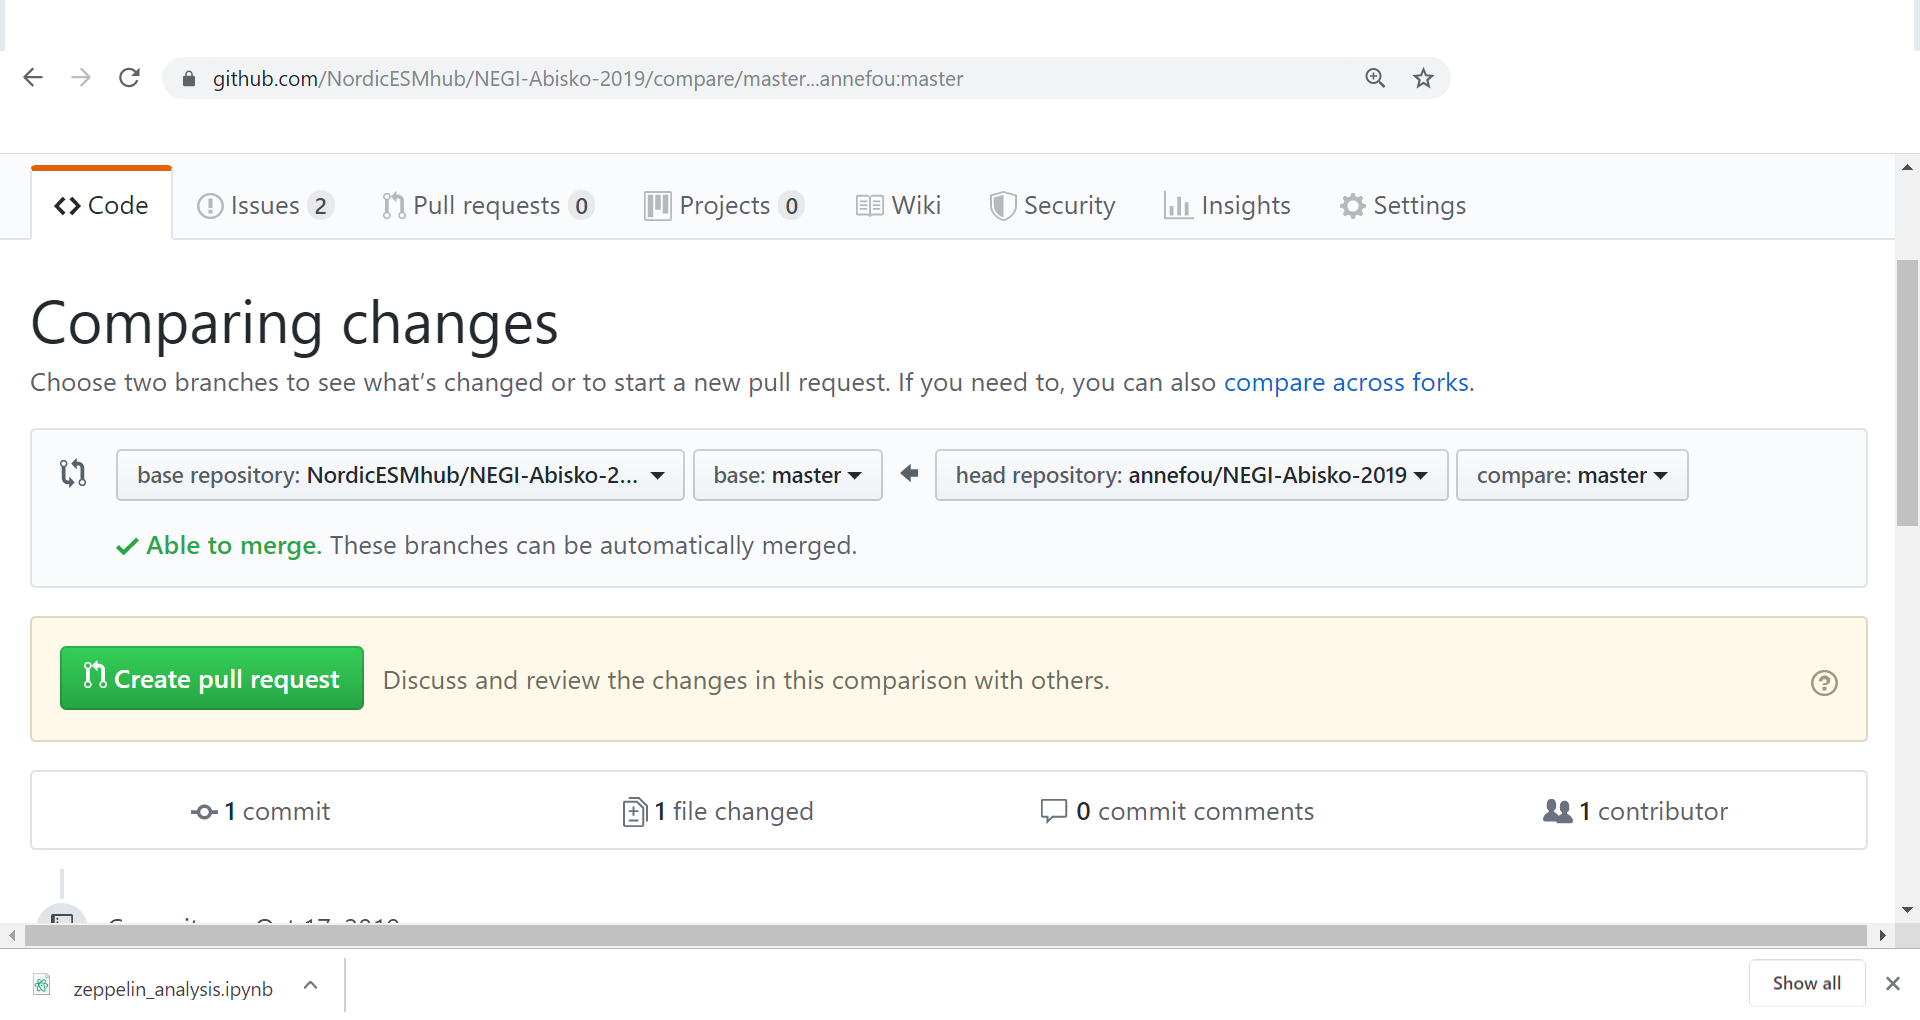 github.com/NordicESMhub/NEGI-Abisko-2019/compare/master...annefou:master
Code Issues 2 Pull requests 0 Projects 0 Wiki Security Insights Settings
Comparing changes
Choose two branches to see what’s changed or to start a new pull request. If you need to, you can also compare across forks.
base repository: NordicESMhub/NEGI-Abisko-2... base: master head repository: annefou/NEGI-Abisko-2019 compare: master
Able to merge. These branches can be automatically merged.
Create pull request Discuss and review the changes in this comparison with others.
1 commit 1 file changed 0 commit comments 1 contributor
Oct 17, 2019
zeppelin_analysis.ipynb Show all